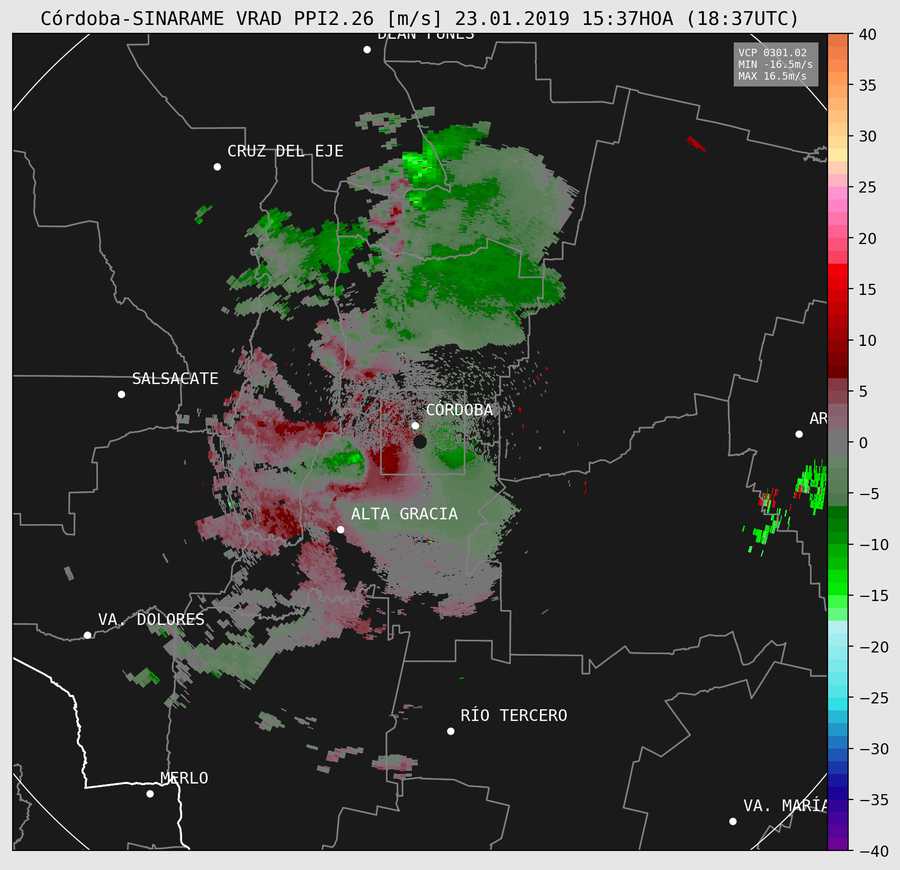 Córdoba-SINARAME VRAD PPI2.26 [m/s] 23.01.2019 15:37HOA (18:37UTC)
DEÁN FUNES
VCP 0301.02
MIN -16.5m/s
MAX 16.5m/s
CRUZ DEL EJE
SALSACATE
CÓRDOBA
AR
ALTA GRACIA
VA. DOLORES
RÍO TERCERO
MERLO
VA. MARÍA
40
35
30
25
20
15
10
5
0
−5
−10
−15
−20
−25
−30
−35
−40